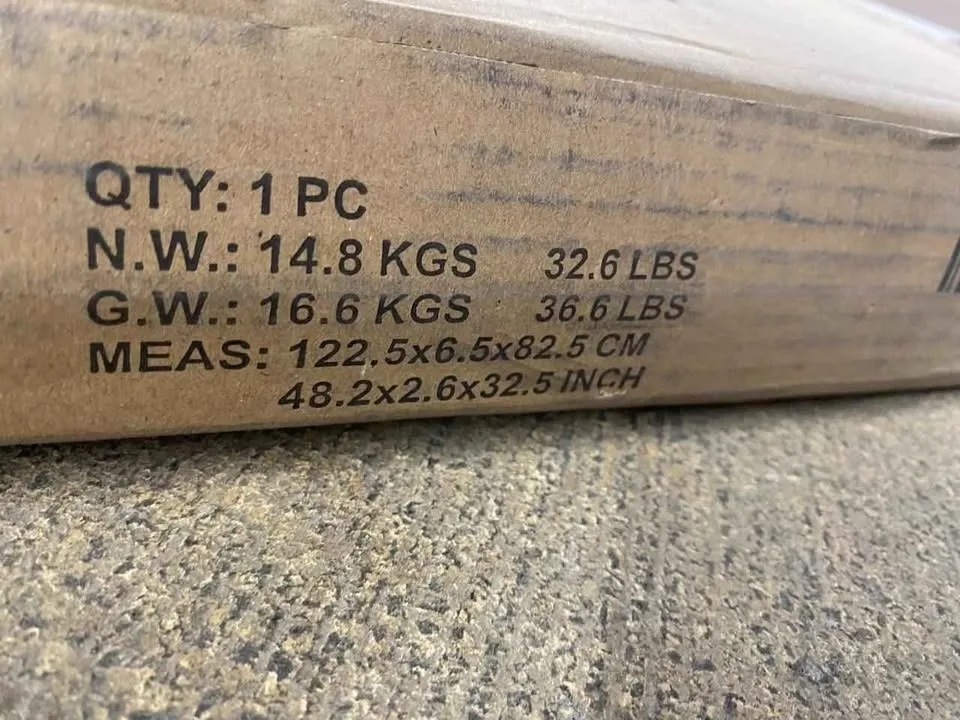 QTY: 1 PC
N.W.: 14.8 KGS 32.6 LBS
G.W.: 16.6 KGS 36.6 LBS
MEAS: 122.5x6.5x82.5 CM
48.2x2.6x32.5 INCH